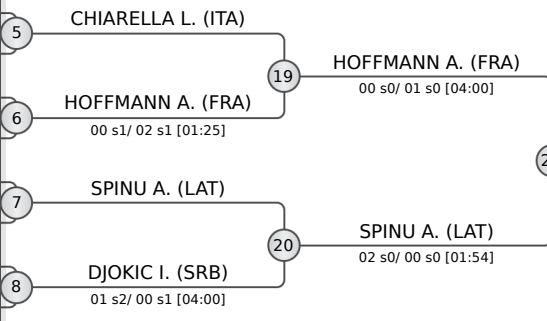 CHIARELLA L. (ITA)
5
HOFFMANN A. (FRA)
19
00 s0/ 01 s0 [04:00]
HOFFMANN A. (FRA)
6
00 s1/ 02 s1 [01:25]
SPINU A. (LAT)
7
SPINU A. (LAT)
20
02 s0/ 00 s0 [01:54]
DJOKIC I. (SRB)
8
01 s2/ 00 s1 [04:00]